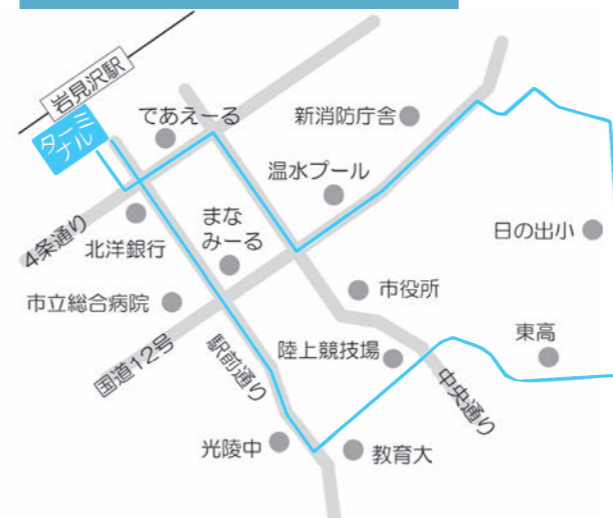 岩見沢駅
ターミ
ナル
であえーる
新消防庁舎
温水プール
4条通り
北洋銀行
まな
みーる
日の出小
市役所
市立総合病院
国道12号
駅前通り
陸上競技場
東高
中央通り
光陵中
教育大